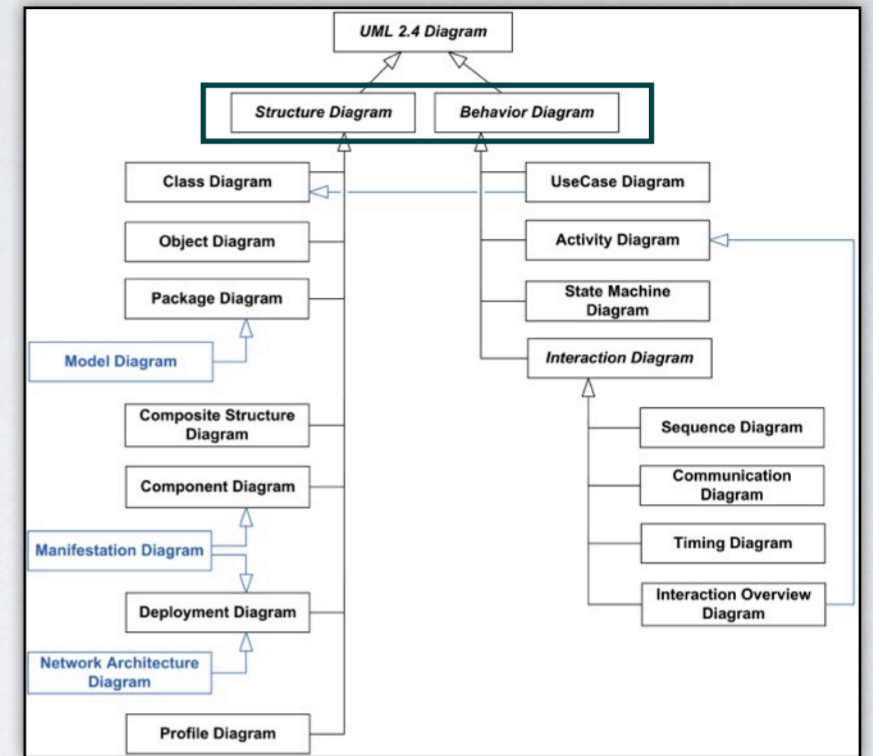 UML 2.4 Diagram
Structure Diagram
Behavior Diagram
Class Diagram
UseCase Diagram
Object Diagram
Activity Diagram
Package Diagram
State Machine
Diagram
Model Diagram
Interaction Diagram
Composite Structure
Diagram
Sequence Diagram
Component Diagram
Communication
Diagram
Manifestation Diagram
Timing Diagram
Deployment Diagram
Interaction Overview
Diagram
Network Architecture
Diagram
Profile Diagram